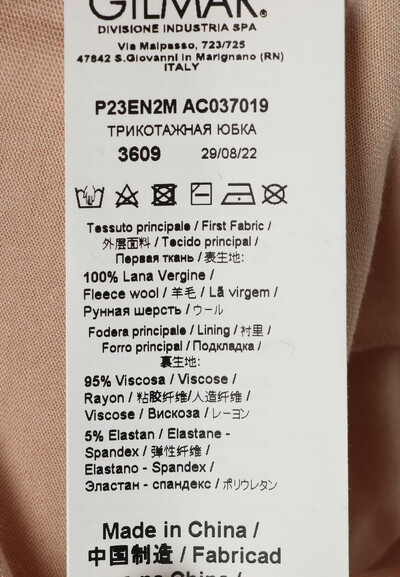 GILMAR®
DIVISIONE INDUSTRIA SPA
Via Malpasso, 723/725
47842 S.Giovanni in Marignano (RN)
ITALY
P23EN2M AC037019
ТРИКОТАЖНАЯ ЮБКА
3609 29/08/22
Tessuto principale / First Fabric /
外层面料 / Tecido principal /
Первая ткань / 表生地:
100% Lana Vergine /
Fleece wool / 羊毛 / Lã virgem /
Рунная шерсть / ウール
Fodera principale / Lining / 衬里 /
Forro principal / Подкладка /
裏生地:
95% Viscosa / Viscose /
Rayon / 粘胶纤维/人造纤维 /
Viscose / Вискоза / レーヨン
5% Elastan / Elastane -
Spandex / 弹性纤维 /
Elastano - Spandex /
Эластан - спандекс / ポリウレタン
Made in China /
中国制造 / Fabricad
na China /